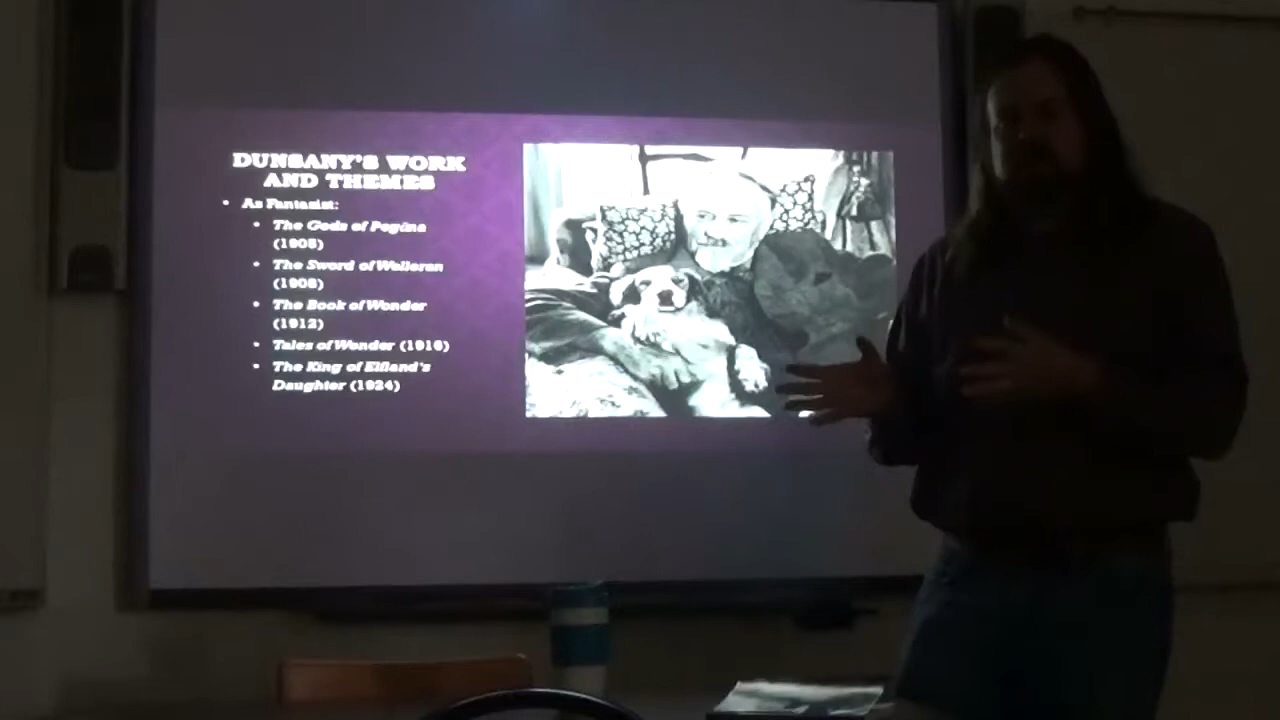 DUNSANY'S WORK
AND THEMES
As Fantasist:
The Gods of Pegāna
(1905)
The Sword of Welleran
(1908)
The Book of Wonder
(1912)
Tales of Wonder (1916)
The King of Elfland's
Daughter (1924)